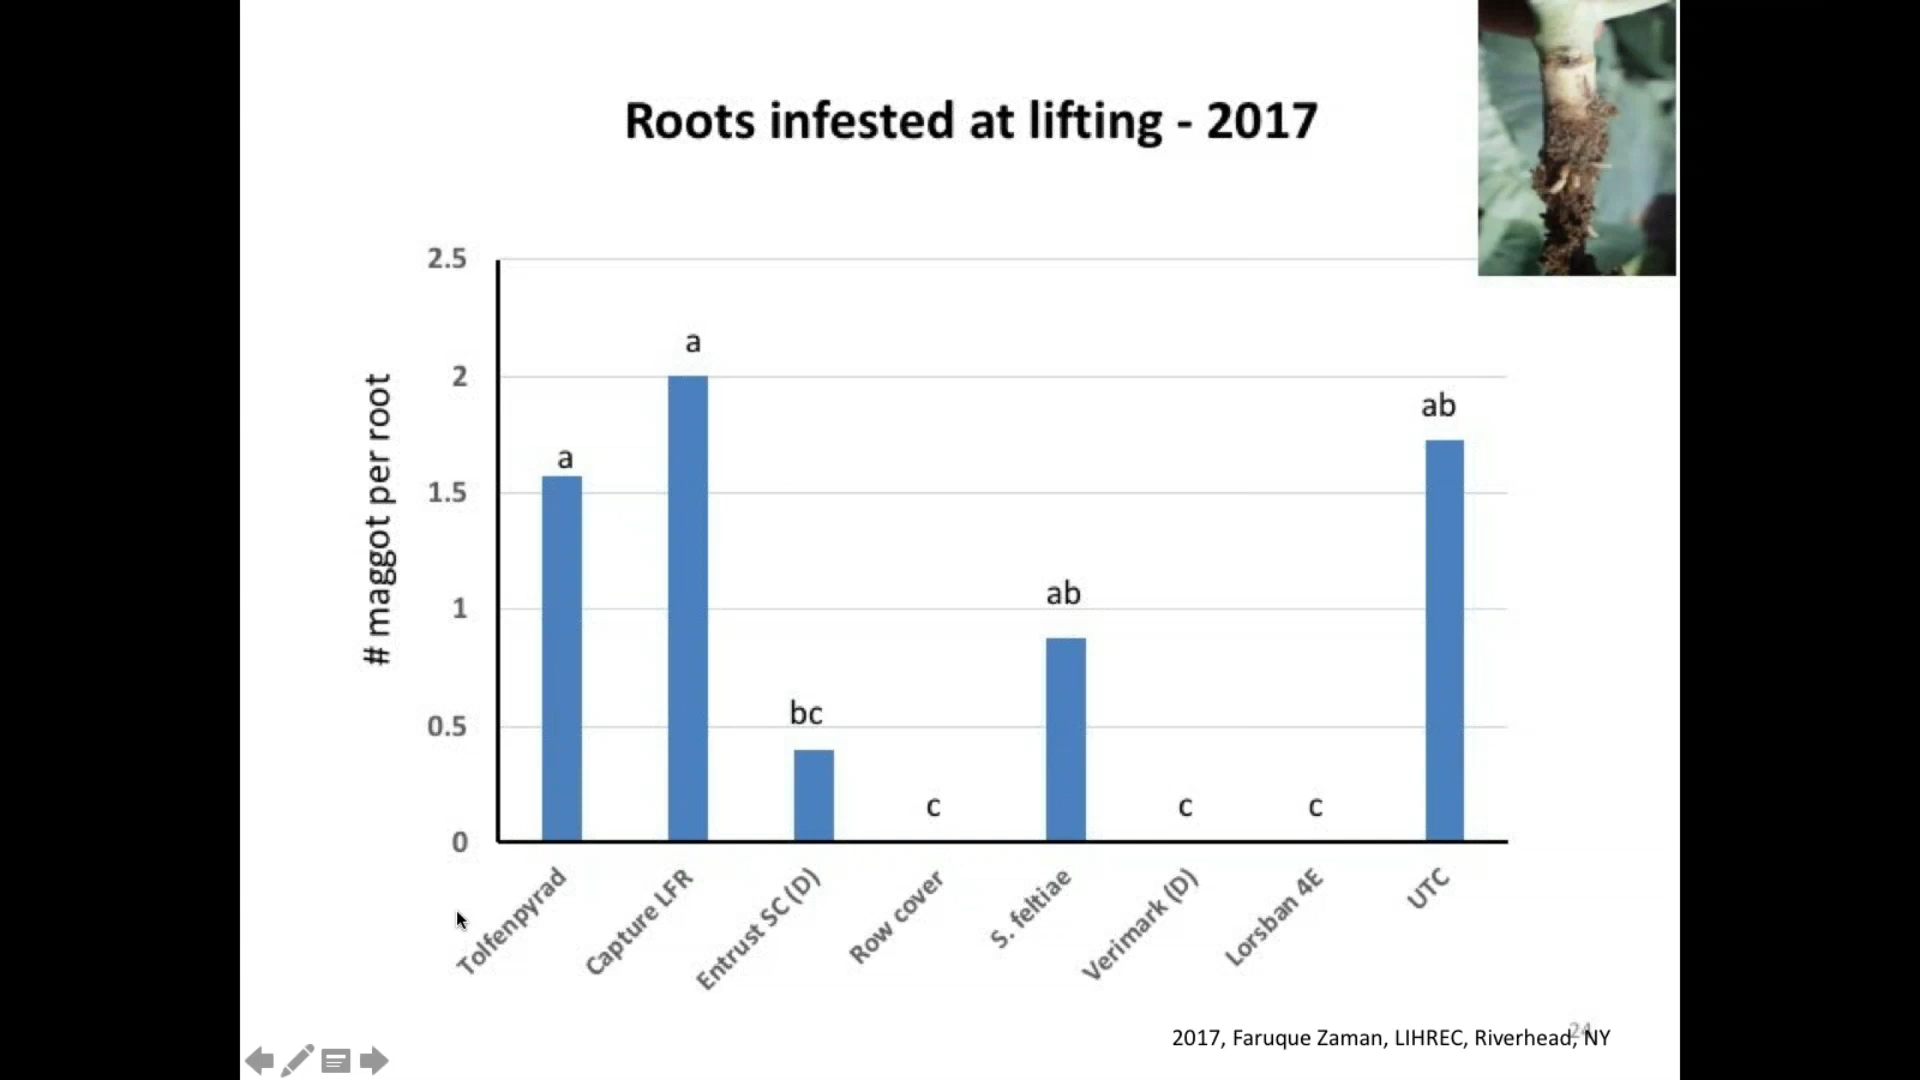 Roots infested at lifting - 2017
# maggot per root
2.5
2
1.5
1
0.5
0
a
a
bc
c
ab
c
c
ab
Tolfenpyrad
Capture LFR
Entrust SC (D)
Row cover
S. feltiae
Verimark (D)
Lorsban 4E
UTC
24
2017, Faruque Zaman, LIHREC, Riverhead, NY